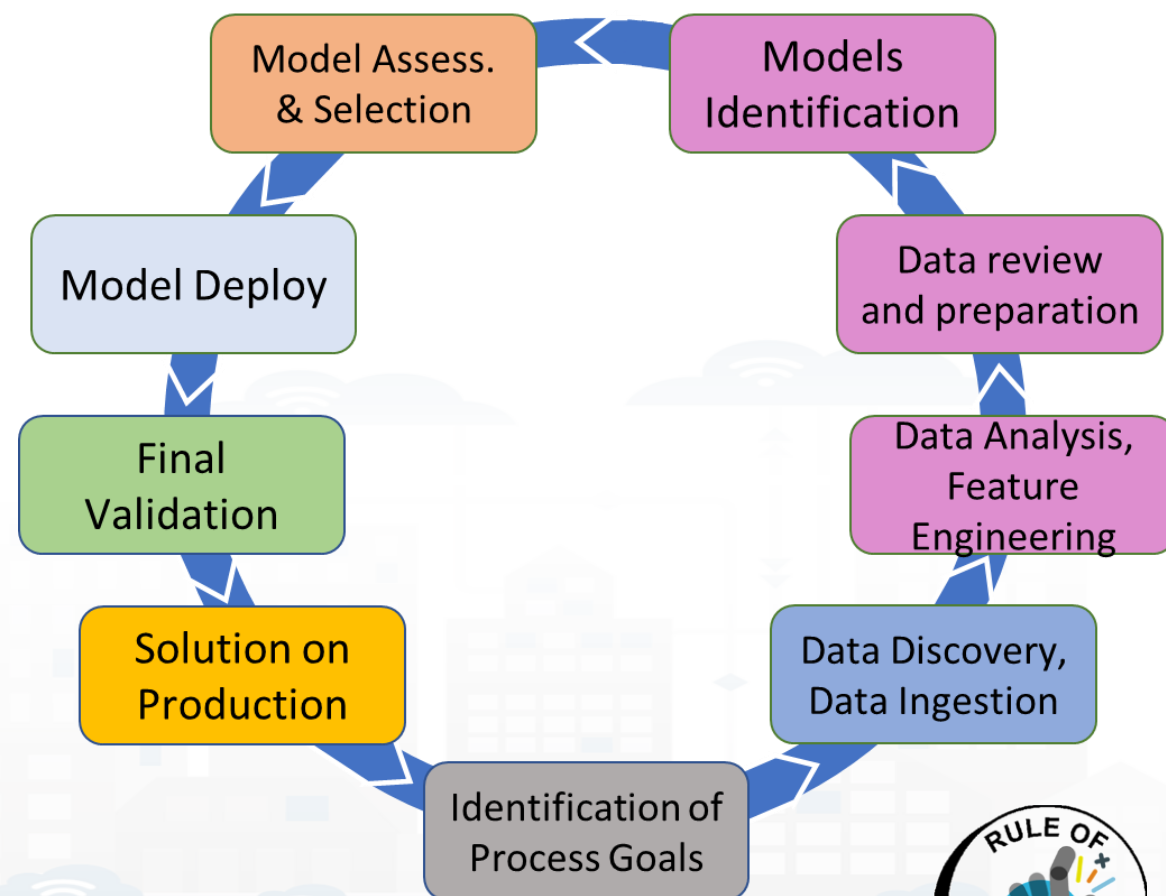 Model Assess.
& Selection
Models
Identification
Model Deploy
Data review
and preparation
Final
Validation
Data Analysis,
Feature
Engineering
Solution on
Production
Data Discovery,
Data Ingestion
Identification of
Process Goals
RULE OF